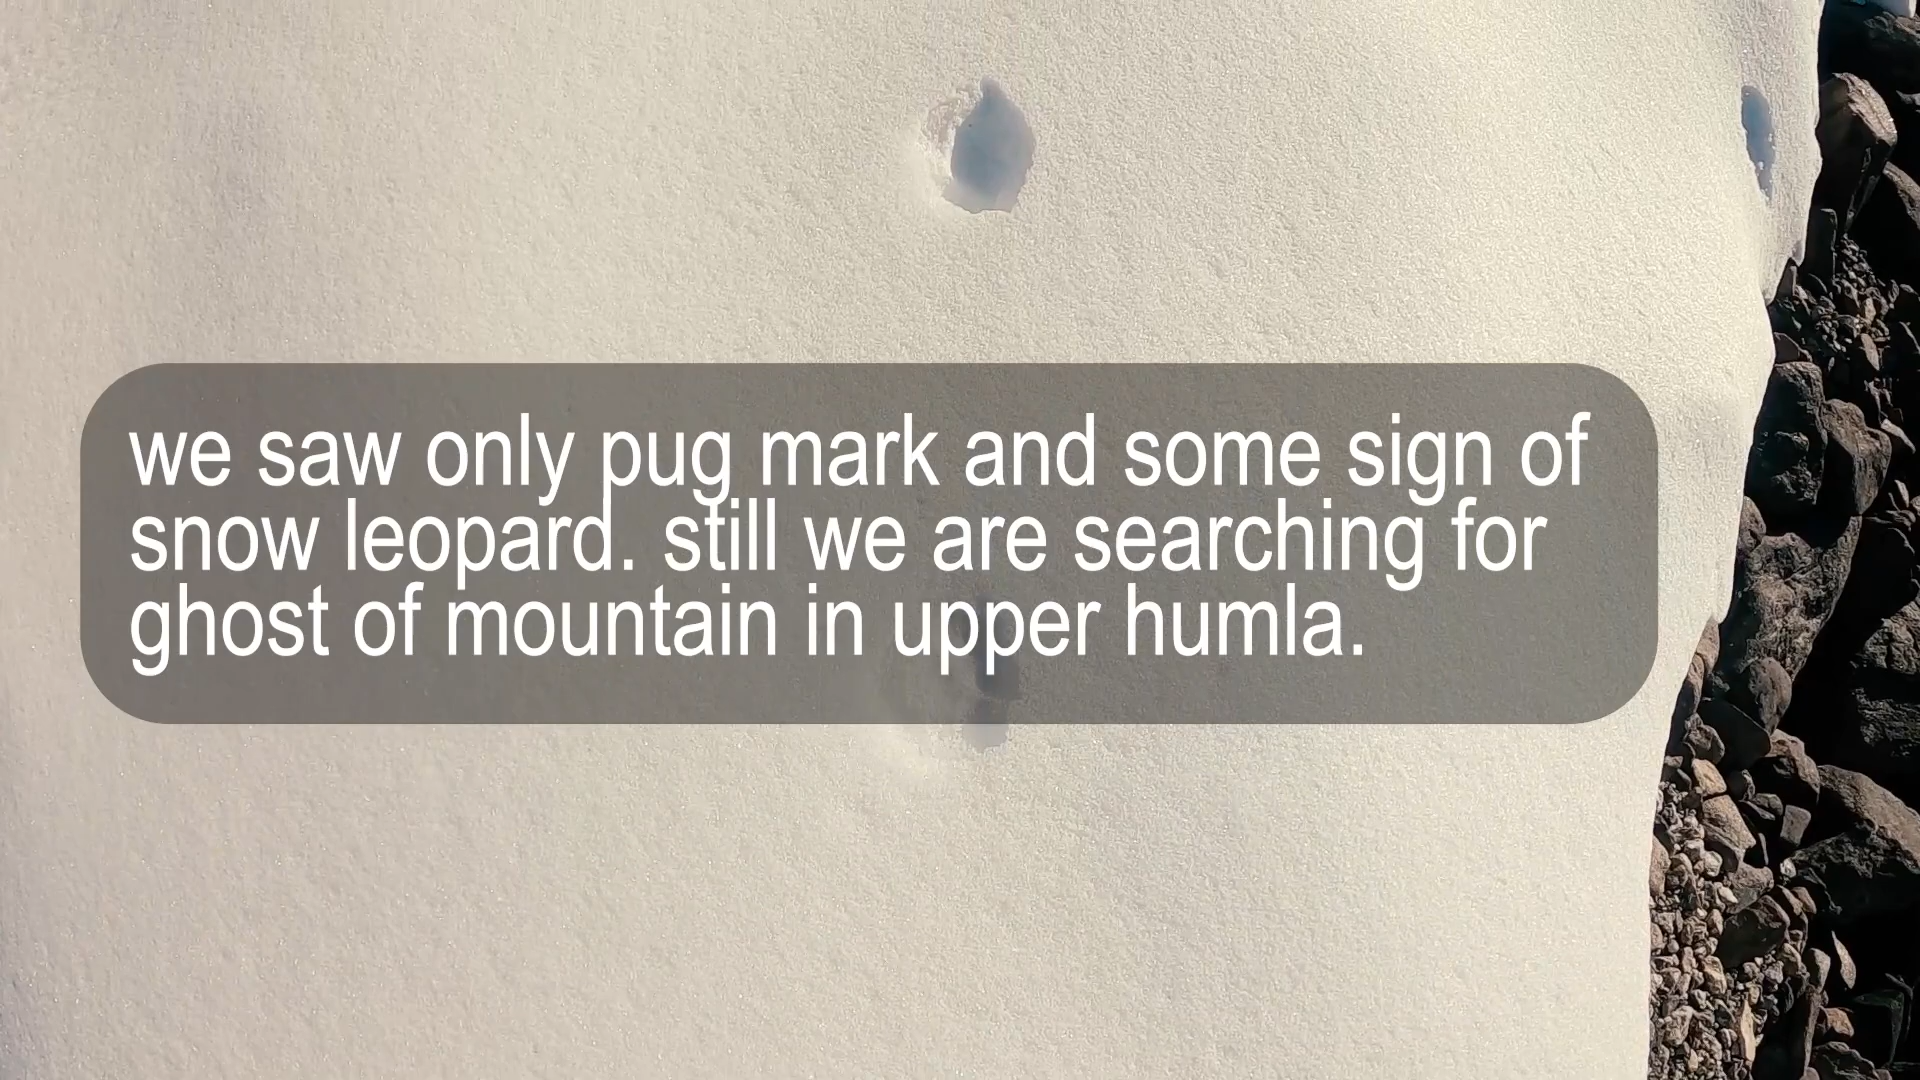 we saw only pug mark and some sign of
snow leopard. still we are searching for
ghost of mountain in upper humla.